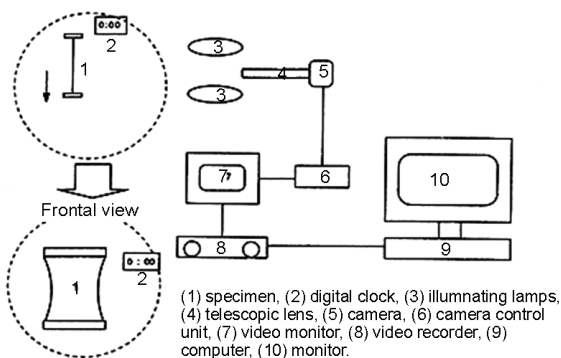 0:00
2
1
3
4
5
3
7
6
10
Frontal view
0 : 00
2
1
8
9
(1) specimen, (2) digital clock, (3) illumnating lamps,
(4) telescopic lens, (5) camera, (6) camera control
unit, (7) video monitor, (8) video recorder, (9)
computer, (10) monitor.